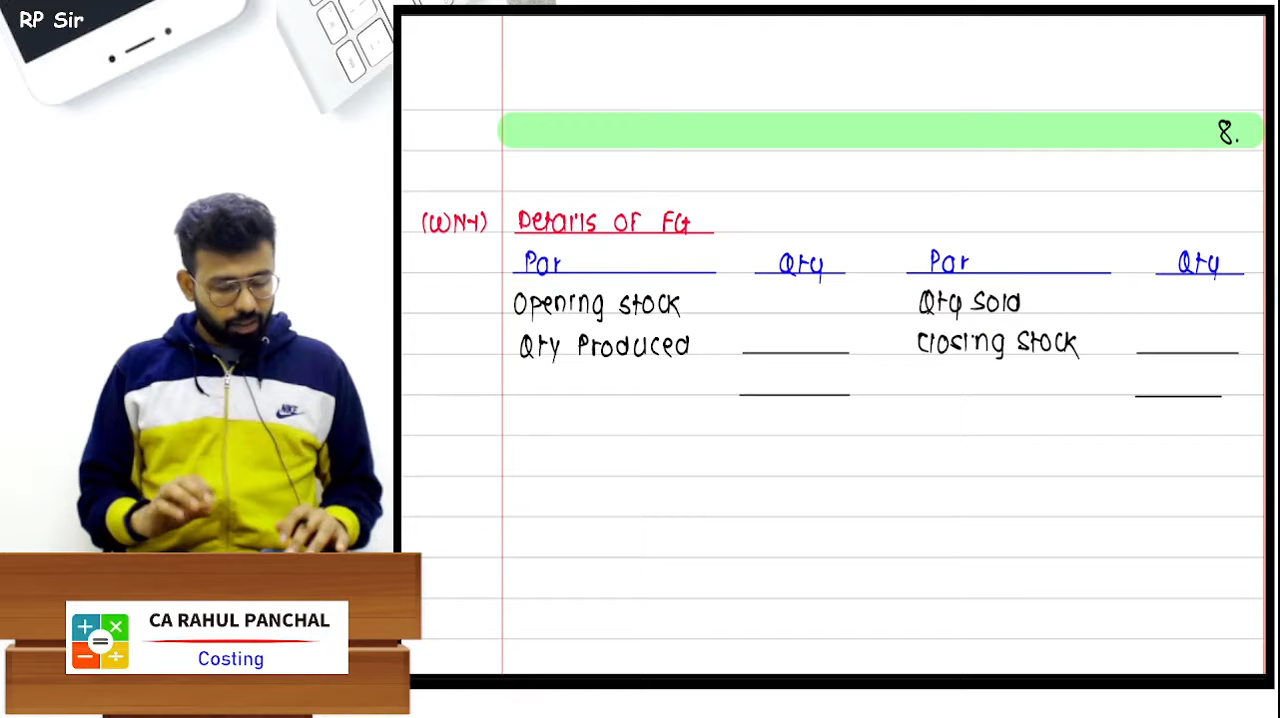 RP Sir
8.
(WN-1) Details of FG
Par Qty Par Qty
Opening stock Qty sold
Qty Produced Closing stock
NIKE
CA RAHUL PANCHAL
Costing